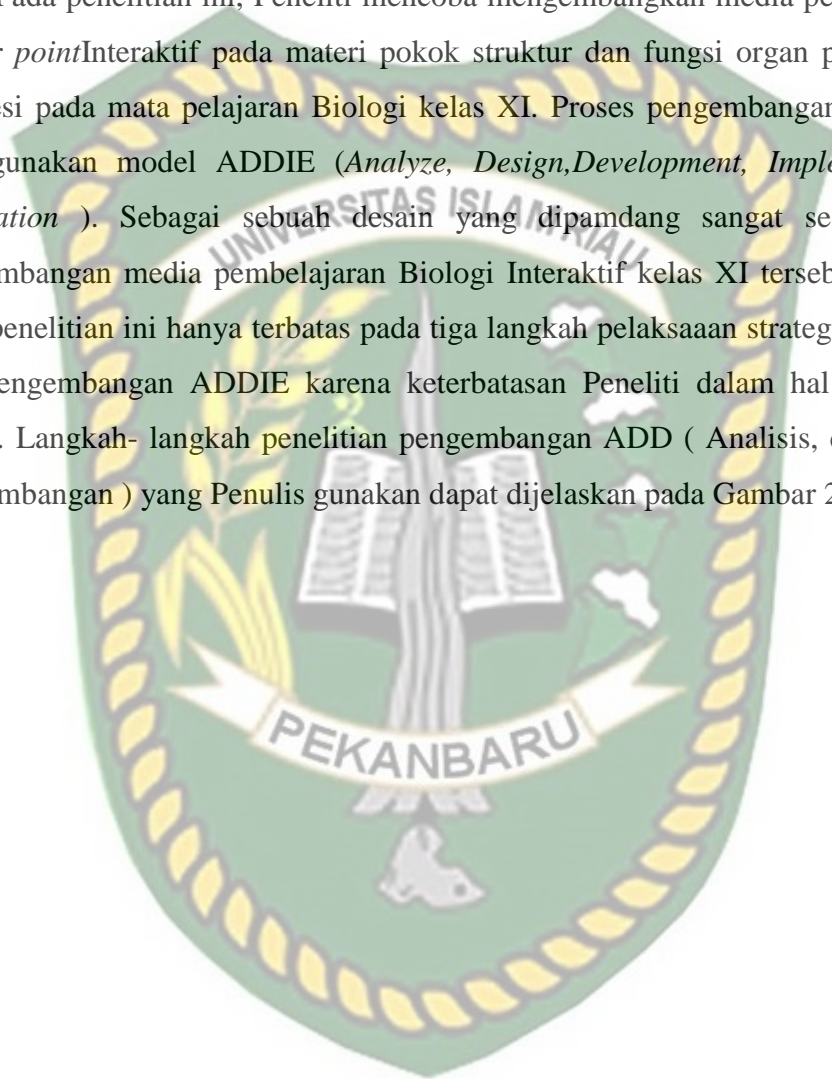 ada penelitian ini, Peneliti mencoba mengembangkan media pe
r pointInteraktif pada materi pokok struktur dan fungsi organ p
esi pada mata pelajaran Biologi kelas XI. Proses pengembangan
gunakan model ADDIE (Analyze, Design,Development, Imple
ation ). Sebagai sebuah desain yang dipamdang sangat se
embangan media pembelajaran Biologi Interaktif kelas XI terseb
penelitian ini hanya terbatas pada tiga langkah pelaksaaan strateg
engembangan ADDIE karena keterbatasan Peneliti dalam hal
. Langkah- langkah penelitian pengembangan ADD ( Analisis,
mbangan ) yang Penulis gunakan dapat dijelaskan pada Gambar 2
UNIVERSITAS ISLAM RIAU
PEKANBARU